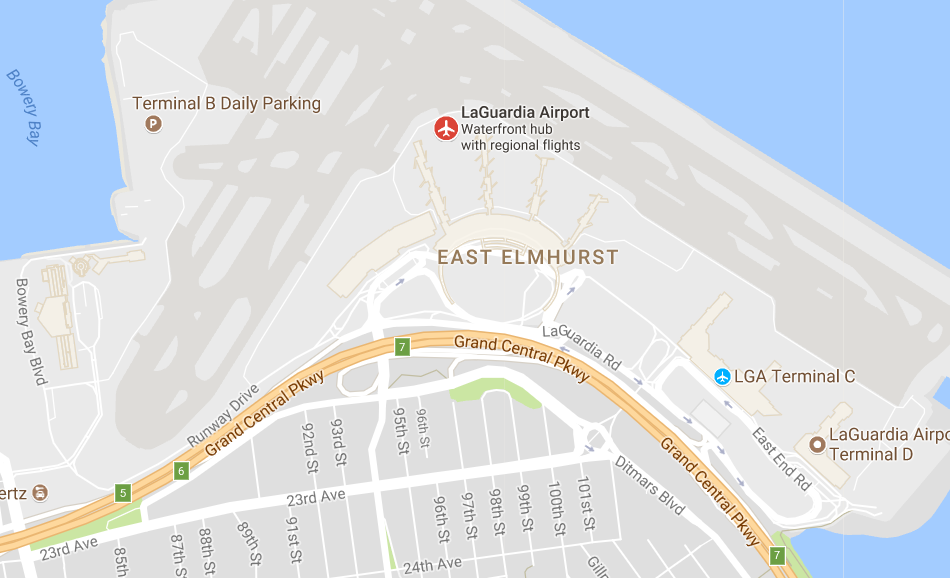 Bowery Bay
Terminal B Daily Parking
P
LaGuardia Airport
Waterfront hub
with regional flights
EAST ELMHURST
Bowery Bay Blvd
LaGuardia Rd
7
Grand Central Pkwy
Grand Central Pkwy
Runway Drive
LGA Terminal C
92nd St
93rd St
95th St
96th St
LaGuardia Airpo
Terminal D
East End Rd
Grand Central Pkwy
Ditmars Blvd
6
5
ertz
23rd Ave
23rd Ave
85th
87th St
88th St
89th St
91st St
96th St
97th St
98th St
99th St
100th St
101st St
24th Ave
Gillm
7